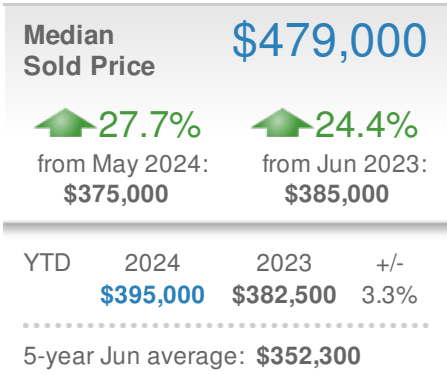 Median $479,000
Sold Price
27.7% 24.4%
from May 2024: from Jun 2023:
$375,000 $385,000
YTD 2024 2023 +/-
$395,000 $382,500 3.3%
5-year Jun average: $352,300